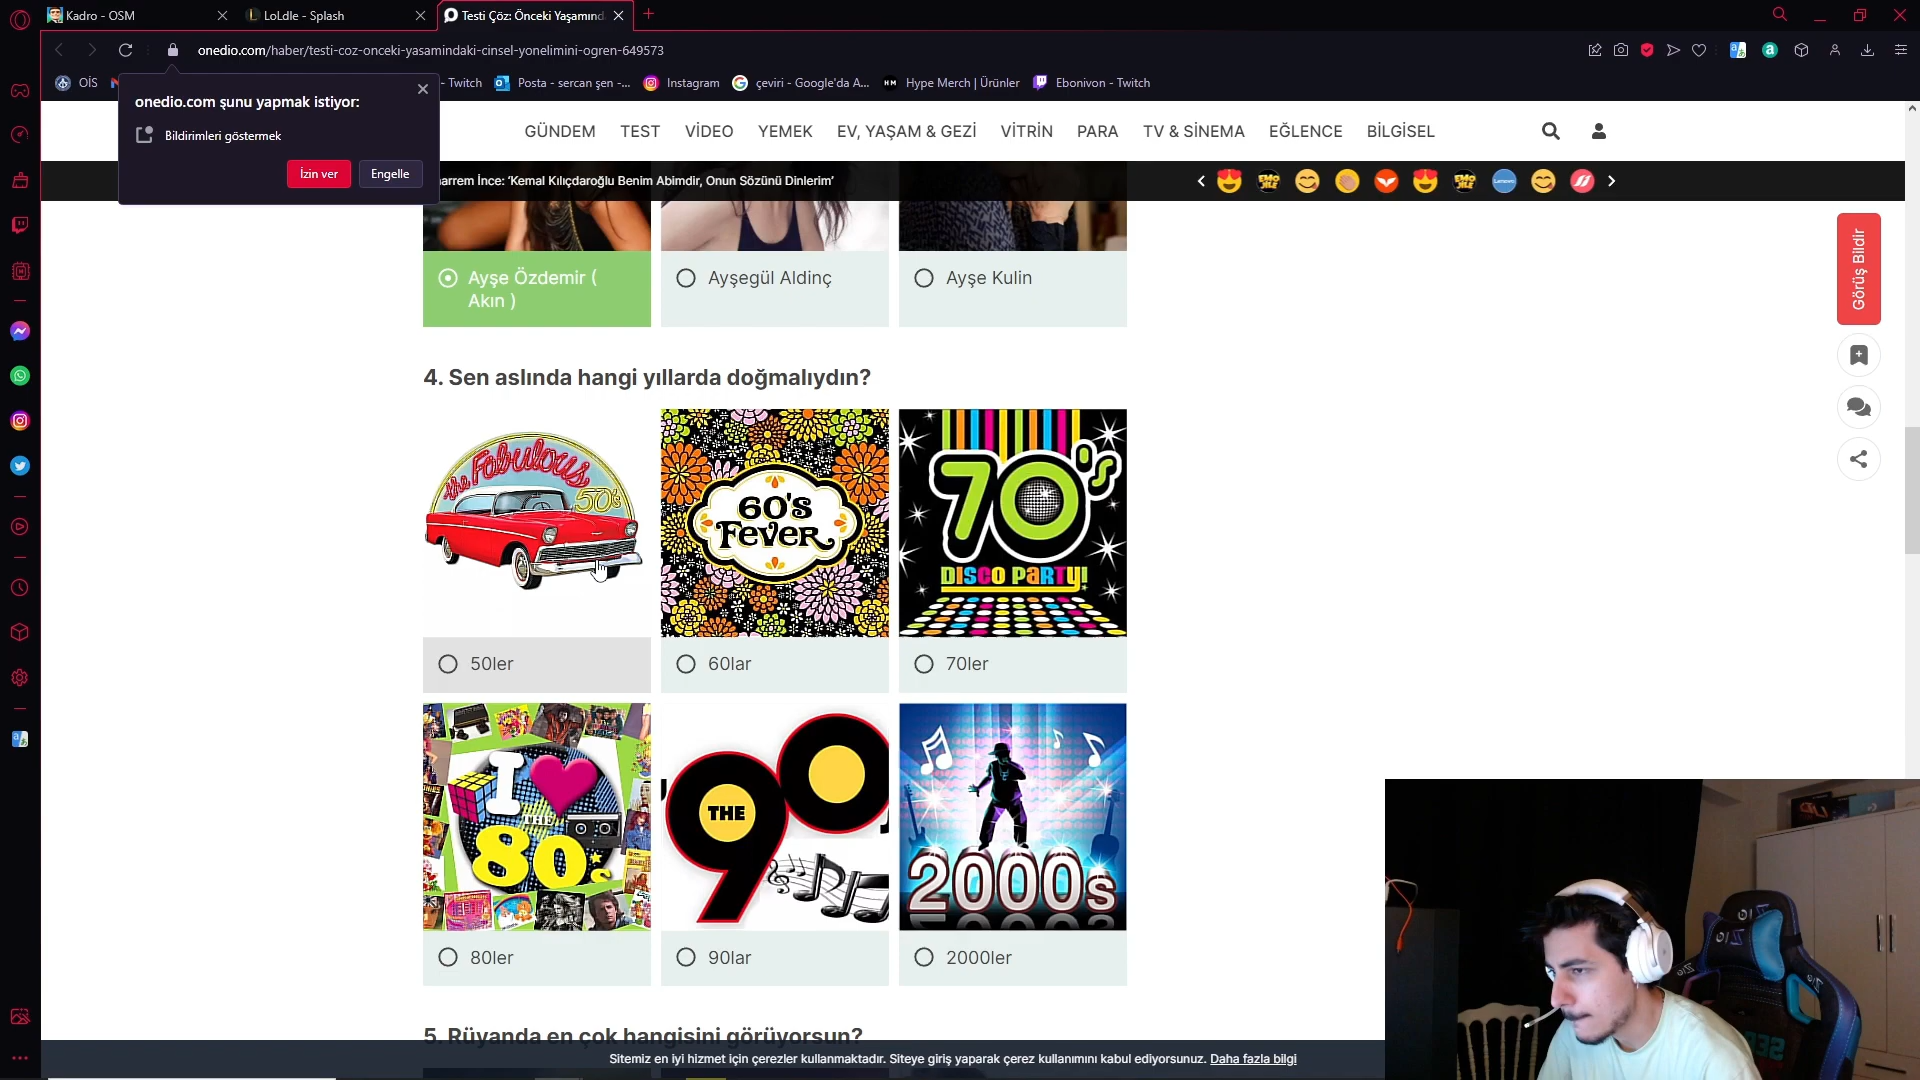 Kadro - OSM
LoLdle - Splash
Testi Çöz: Önceki Yaşamınd
onedio.com/haber/testi-coz-onceki-yasamindaki-cinsel-yonelimini-ogren-649573
OİS
- Twitch
Posta - sercan şen -...
Instagram
çeviri - Google'da A...
HM
Hype Merch | Ürünler
Ebonivon - Twitch
onedio.com şunu yapmak istiyor:
Bildirimleri göstermek
İzin ver
Engelle
GÜNDEM
TEST
VİDEO
YEMEK
EV, YAŞAM & GEZİ
VİTRİN
PARA
TV & SİNEMA
EĞLENCE
BİLGİSEL
arrem İnce: ‘Kemal Kılıçdaroğlu Benim Abimdir, Onun Sözünü Dinlerim’
Görüş Bildir
Ayşe Özdemir (
Akın )
Ayşegül Aldinç
Ayşe Kulin
4. Sen aslında hangi yıllarda doğmalıydın?
the Fabulous
50's
60's
Fever
70's
DISCO PARTY!
50ler
60lar
70ler
I
THE
80s
THE
90
2000s
80ler
90lar
2000ler
5. Rüyanda en çok hangisini görüyorsun?
Sitemiz en iyi hizmet için çerezler kullanmaktadır. Siteye giriş yaparak çerez kullanımını kabul ediyorsunuz. Daha fazla bilgi